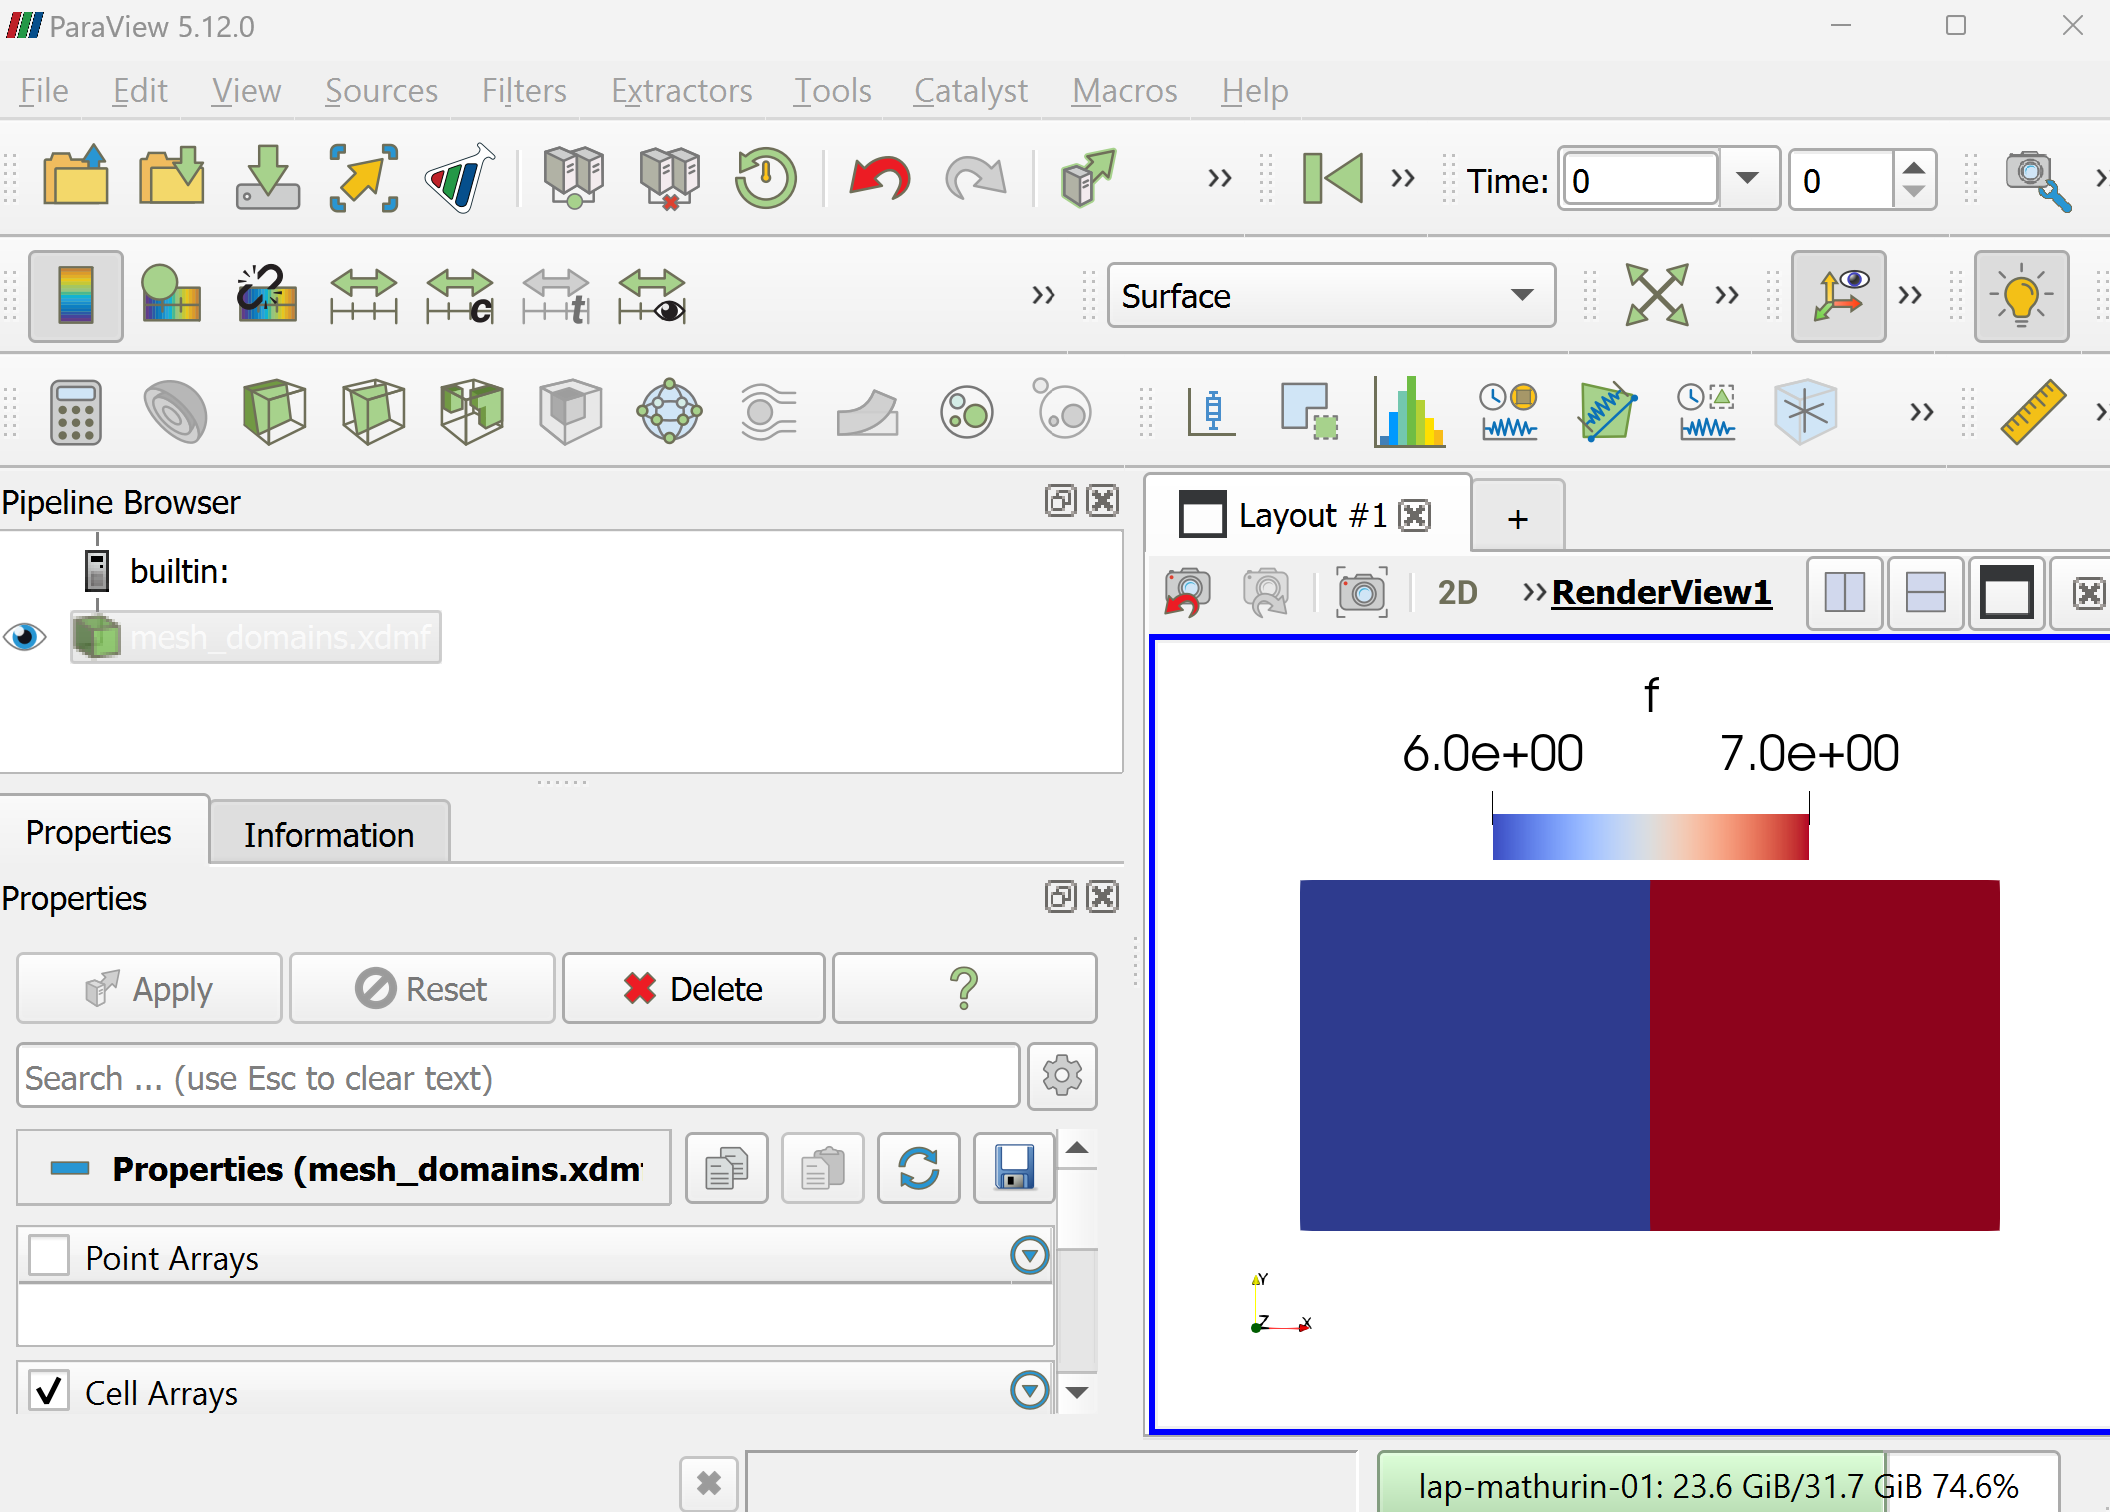 ParaView 5.12.0
File Edit View Sources Filters Extractors Tools Catalyst Macros Help
Time: 0 0
c t
Surface
Pipeline Browser
Layout #1 +
builtin:
2D RenderView1
mesh_domains.xdmf
f
6.0e+00 7.0e+00
Properties Information
Properties
Apply Reset Delete ?
Search ... (use Esc to clear text)
Properties (mesh_domains.xdm
Point Arrays
Cell Arrays
Y
Z X
lap-mathurin-01: 23.6 GiB/31.7 GiB 74.6%